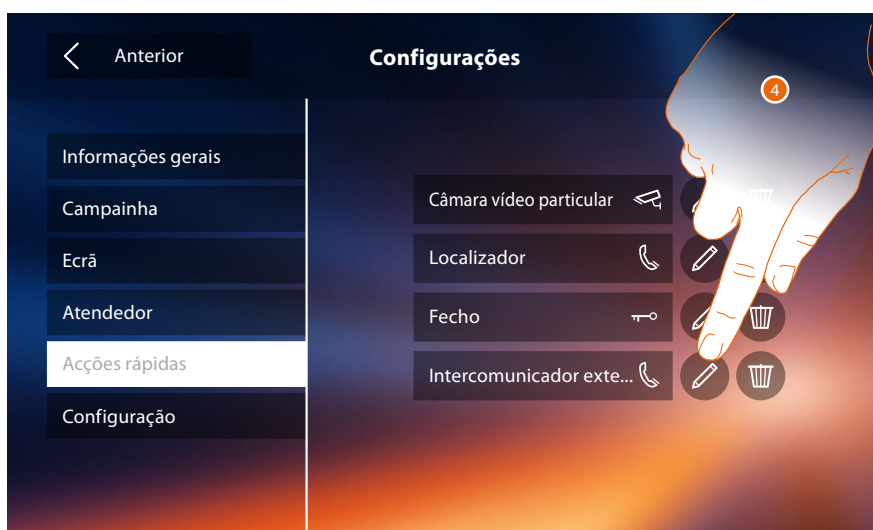 Anterior
Configurações
4
Informações gerais
Campainha
Ecrã
Atendedor
Acções rápidas
Configuração
Câmara vídeo particular
Localizador
Fecho
Intercomunicador exte...